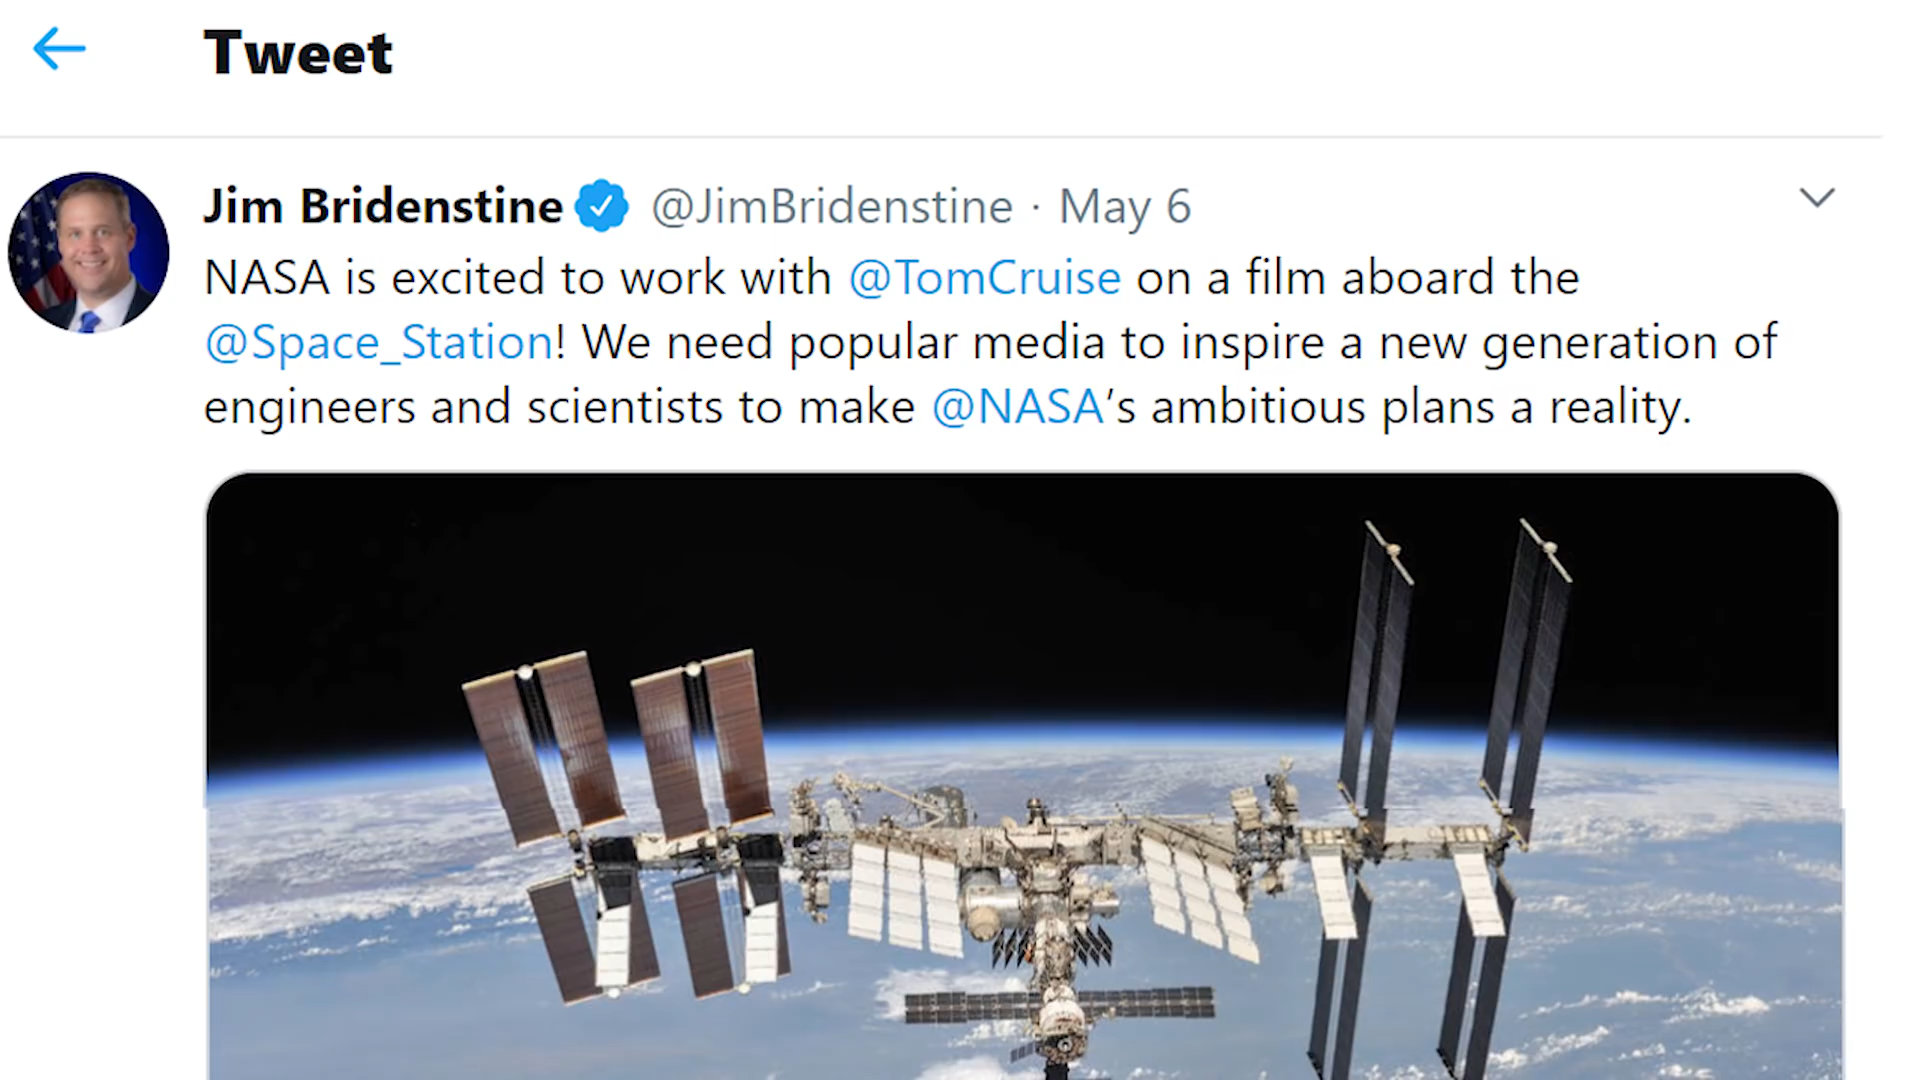 Tweet
Jim Bridenstine @JimBridenstine · May 6
NASA is excited to work with @TomCruise on a film aboard the
@Space_Station! We need popular media to inspire a new generation of
engineers and scientists to make @NASA's ambitious plans a reality.